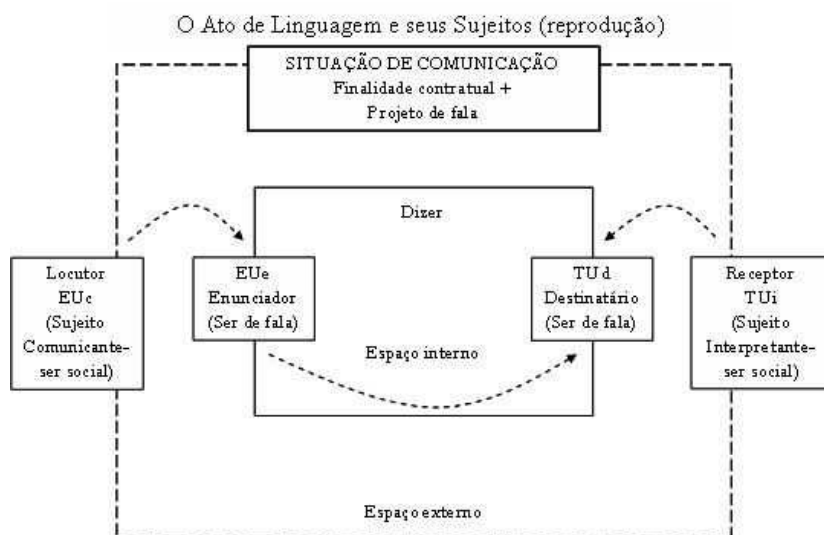 O Ato de Linguagem e seus Sujeitos (reprodução)
SITUAÇÃO DE COMUNICAÇÃO
Finalidade contratual +
Projeto de fala
Dizer
Locutor
EUc
(Sujeito
Comunicante-
ser social)
EUe
Enunciador
(Ser de fala)
TUd
Destinatário
(Ser de fala)
Receptor
TUi
(Sujeito
Interpretante-
ser social)
Espaço interno
Espaço externo